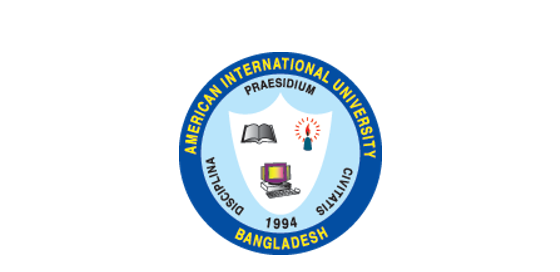 AMERICAN INTERNATIONAL UNIVERSITY
PRAESIDIUM
DISCIPLINA
CIVITATIS
1994
BANGLADESH